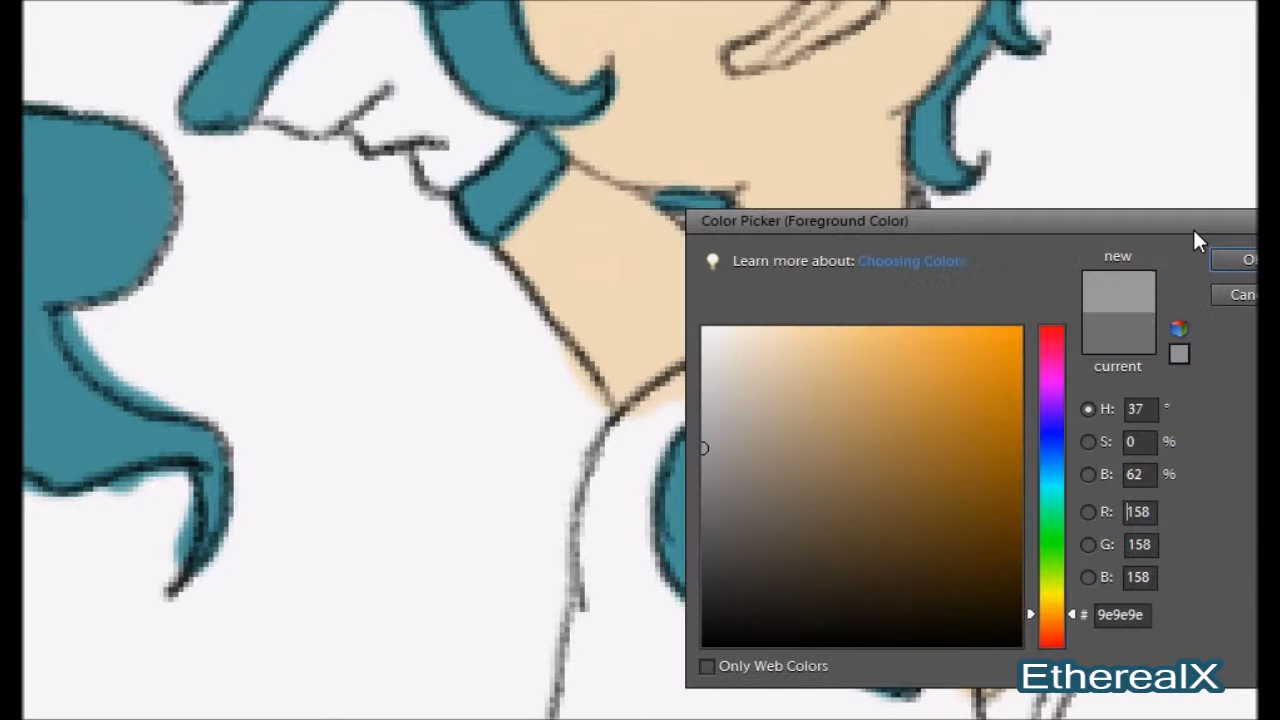 Color Picker (Foreground Color)
Learn more about: Choosing Colors
new
current
H: 37 °
S: 0 %
B: 62 %
R: 158
G: 158
B: 158
# 9e9e9e
Only Web Colors
EtherealX